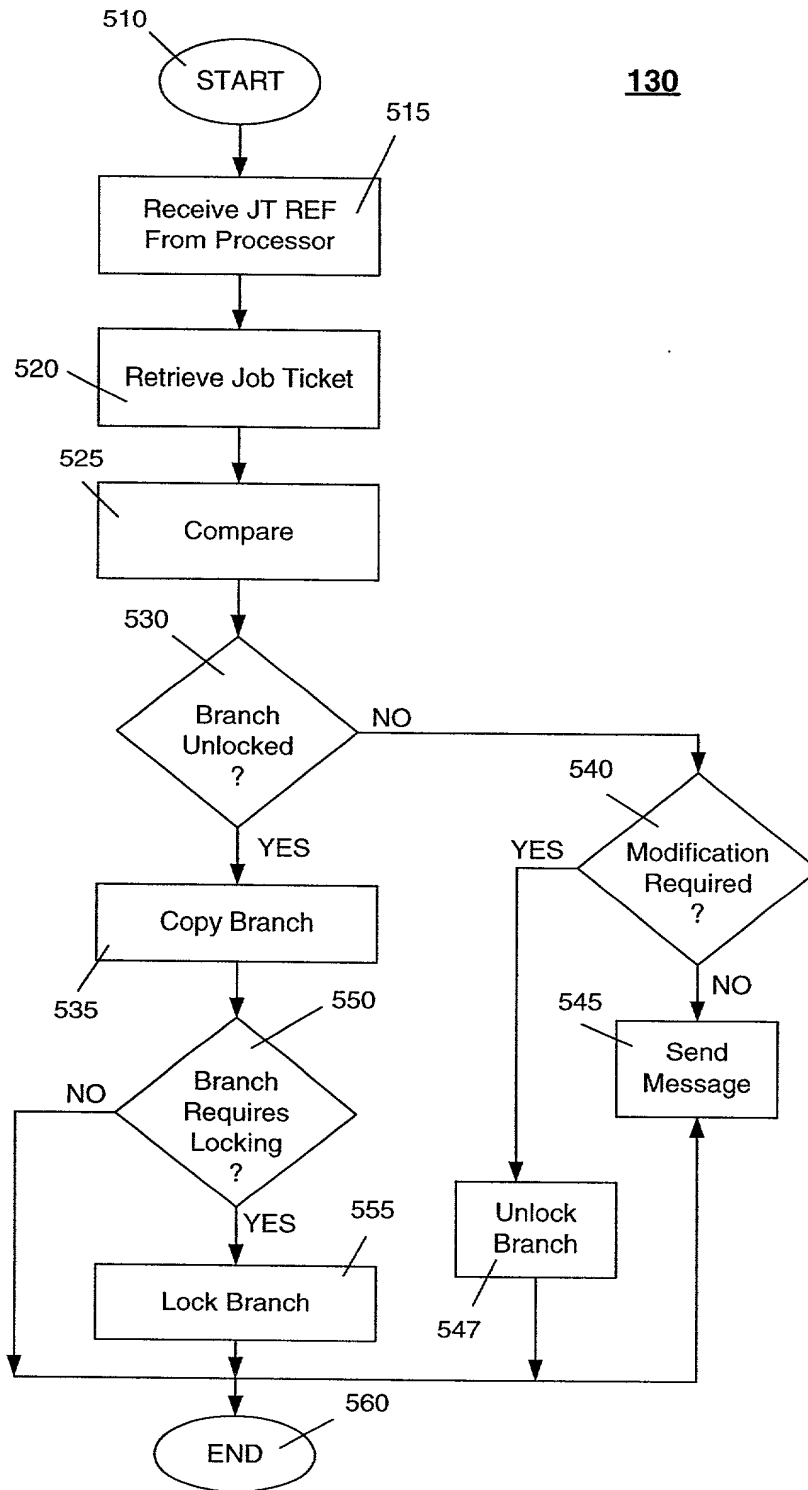 510
START
130
515
Receive JT REF
From Processor
520
Retrieve Job Ticket
525
Compare
530
Branch
Unlocked
?
NO
YES
540
Modification
Required
?
YES
NO
Copy Branch
535
550
Branch
Requires
Locking
?
NO
YES
545
Send
Message
555
Lock Branch
Unlock
Branch
547
560
END